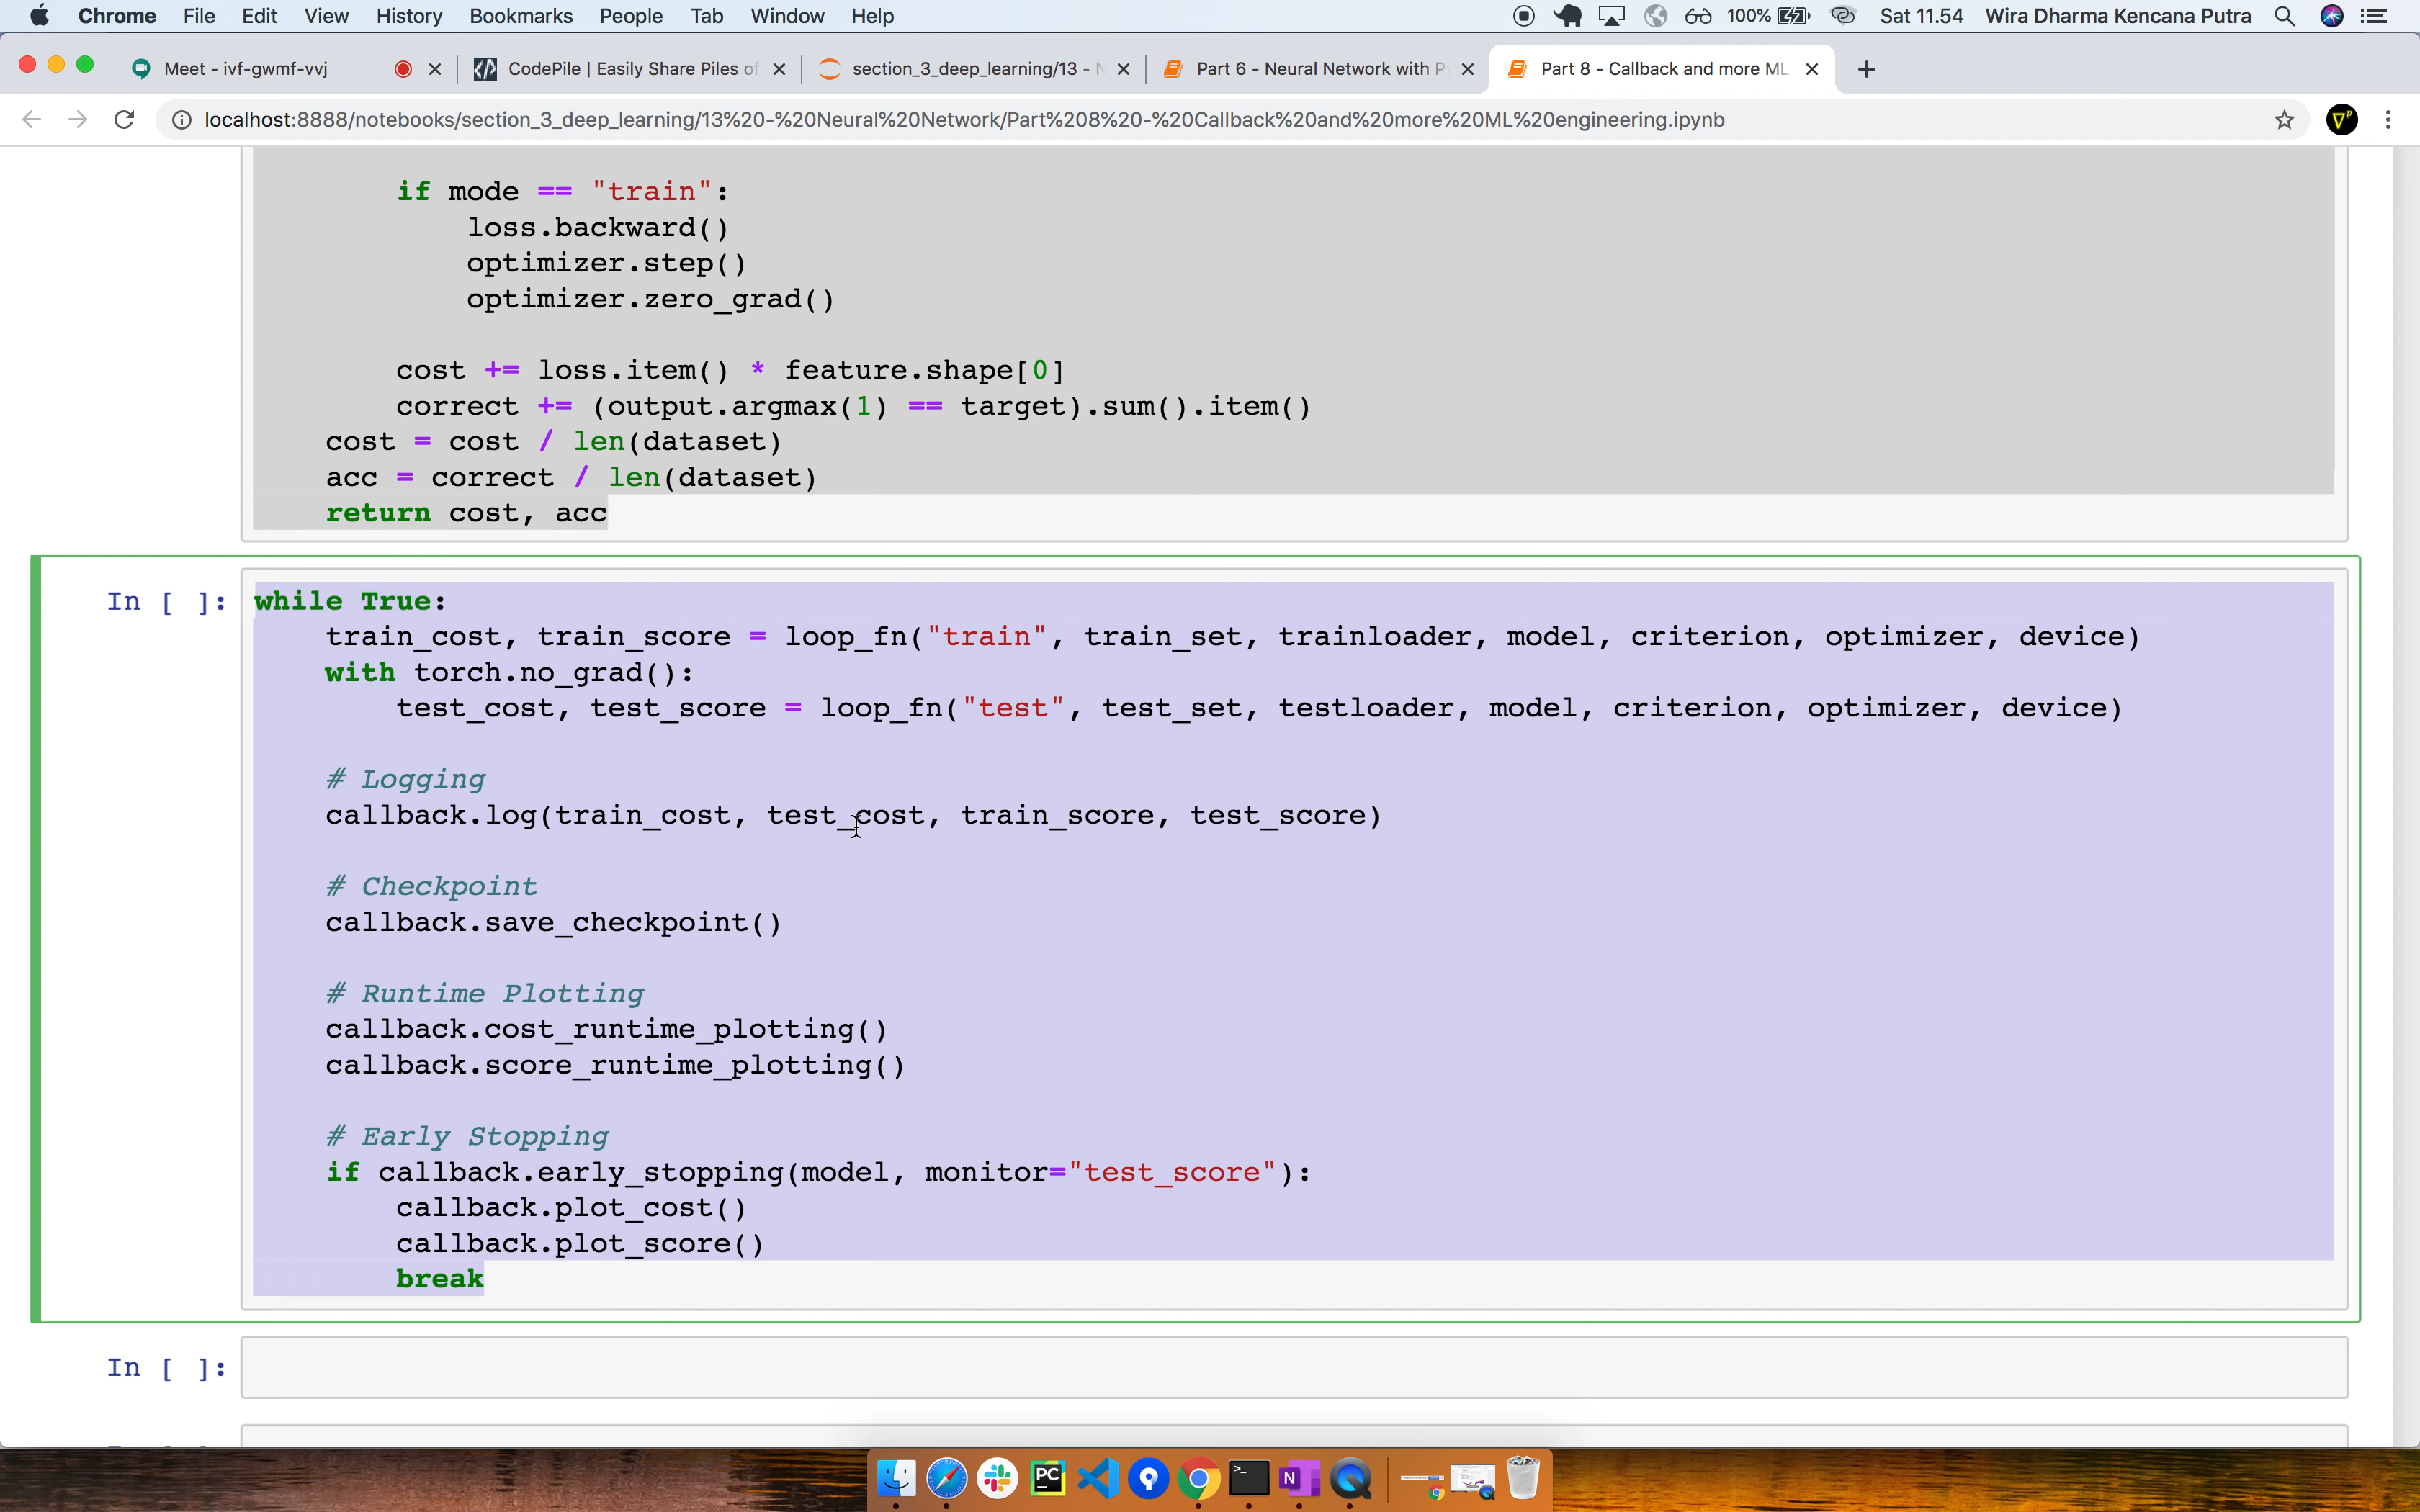 Chrome File Edit View History Bookmarks People Tab Window Help 100% Sat 11.54 Wira Dharma Kencana Putra
Meet - ivf-gwmf-vvj CodePile | Easily Share Piles of section_3_deep_learning/13 - N Part 6 - Neural Network with P Part 8 - Callback and more ML
localhost:8888/notebooks/section_3_deep_learning/13%20-%20Neural%20Network/Part%208%20-%20Callback%20and%20more%20ML%20engineering.ipynb
if mode == "train":
loss.backward()
optimizer.step()
optimizer.zero_grad()
cost += loss.item() * feature.shape[0]
correct += (output.argmax(1) == target).sum().item()
cost = cost / len(dataset)
acc = correct / len(dataset)
return cost, acc
In [ ]: while True:
train_cost, train_score = loop_fn("train", train_set, trainloader, model, criterion, optimizer, device)
with torch.no_grad():
test_cost, test_score = loop_fn("test", test_set, testloader, model, criterion, optimizer, device)
# Logging
callback.log(train_cost, test_cost, train_score, test_score)
# Checkpoint
callback.save_checkpoint()
# Runtime Plotting
callback.cost_runtime_plotting()
callback.score_runtime_plotting()
# Early Stopping
if callback.early_stopping(model, monitor="test_score"):
callback.plot_cost()
callback.plot_score()
break
In [ ]: